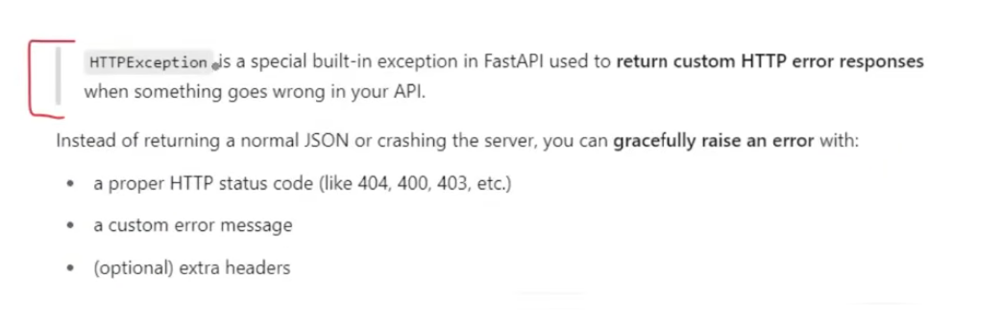 HTTPException is a special built-in exception in FastAPI used to return custom HTTP error responses
when something goes wrong in your API.
Instead of returning a normal JSON or crashing the server, you can gracefully raise an error with:
• a proper HTTP status code (like 404, 400, 403, etc.)
• a custom error message
• (optional) extra headers